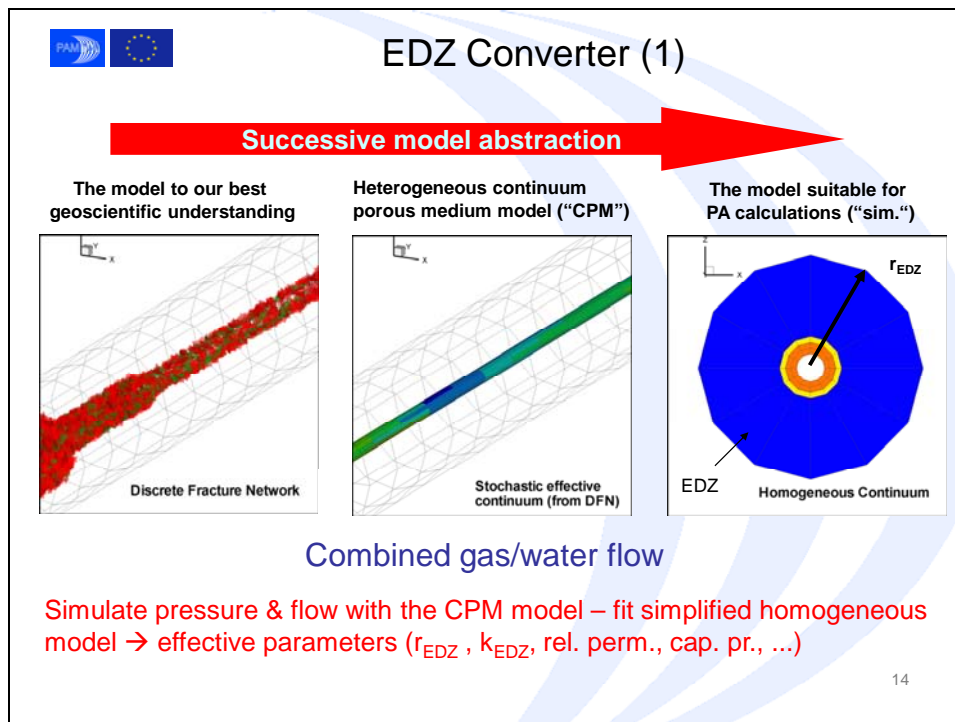 PAM
EDZ Converter (1)
Successive model abstraction
The model to our best
geoscientific understanding
Heterogeneous continuum
porous medium model (“CPM”)
The model suitable for
PA calculations (“sim.“)
Y
X
Discrete Fracture Network
Y
X
Stochastic effective
continuum (from DFN)
Z
X
rEDZ
EDZ
Homogeneous Continuum
Combined gas/water flow
Simulate pressure & flow with the CPM model – fit simplified homogeneous
model → effective parameters (rEDZ , kEDZ, rel. perm., cap. pr., ...)
14